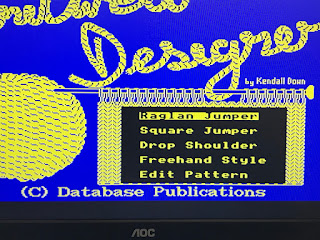 Designer
by Kendall Down
Raglan Jumper
Square Jumper
Drop Shoulder
Freehand Style
Edit Pattern
(C) Database Publications
AOC